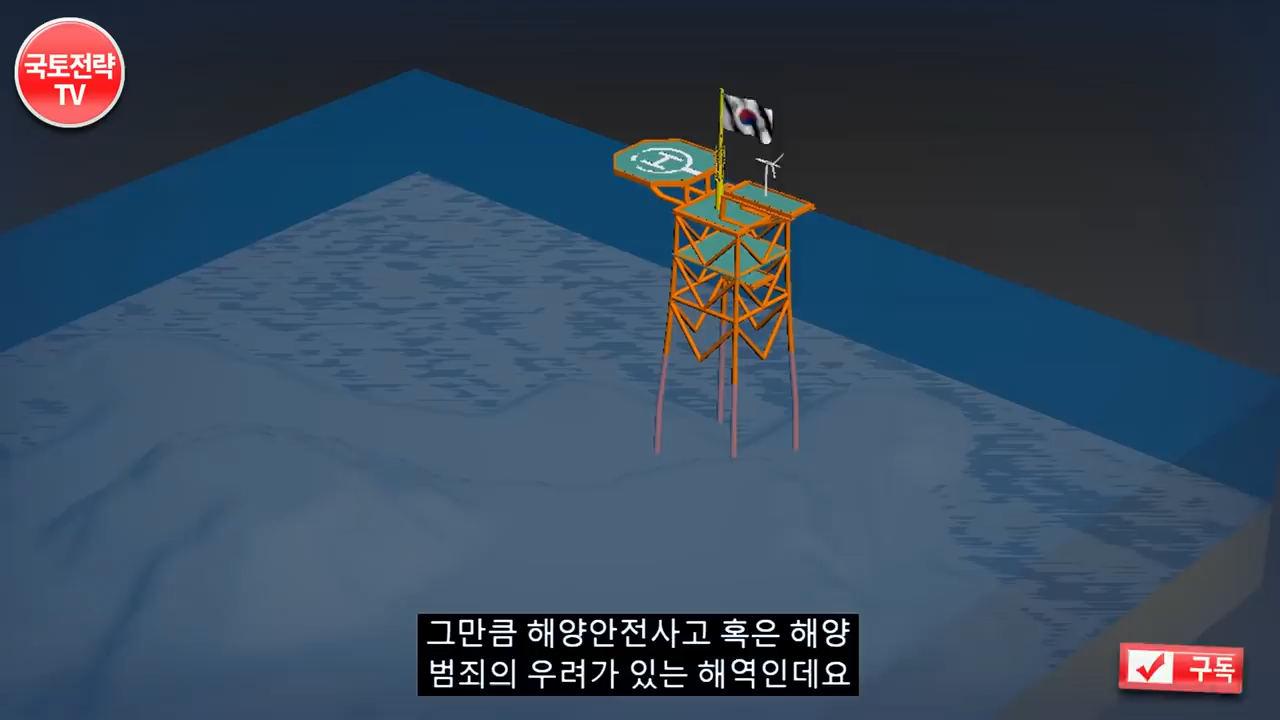 국토전략
TV
H
그만큼 해양안전사고 혹은 해양
범죄의 우려가 있는 해역인데요
구독